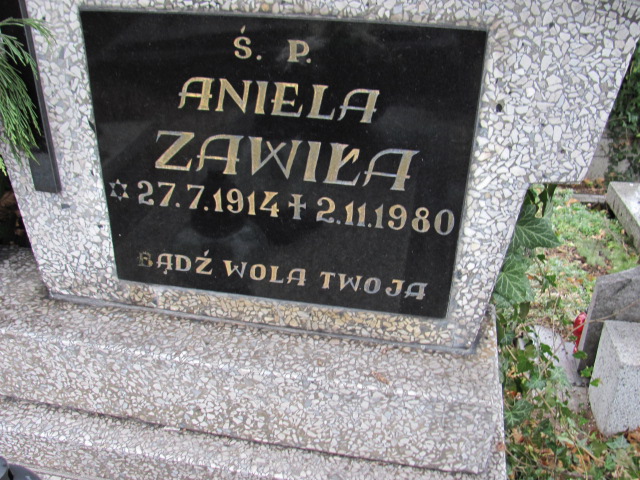 Ś. P.
ANIELA
ZAWIŁA
✡ 27.7.1914 ✝ 2.11.1980
BĄDŹ WOLA TWOJA